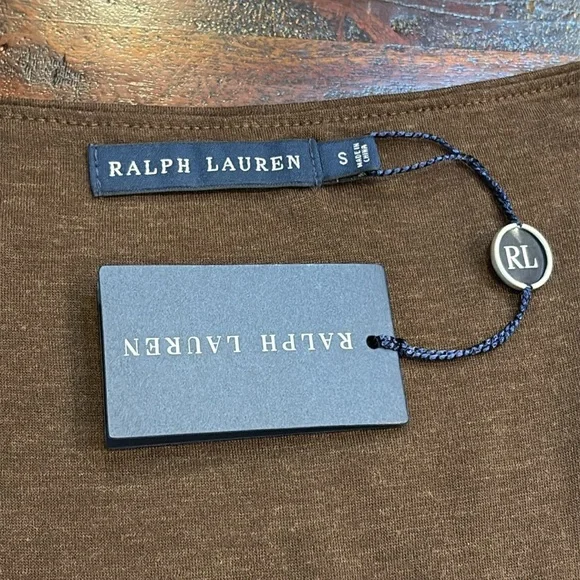 RALPH LAUREN
S
MADE IN
CHINA
RL
RALPH LAUREN